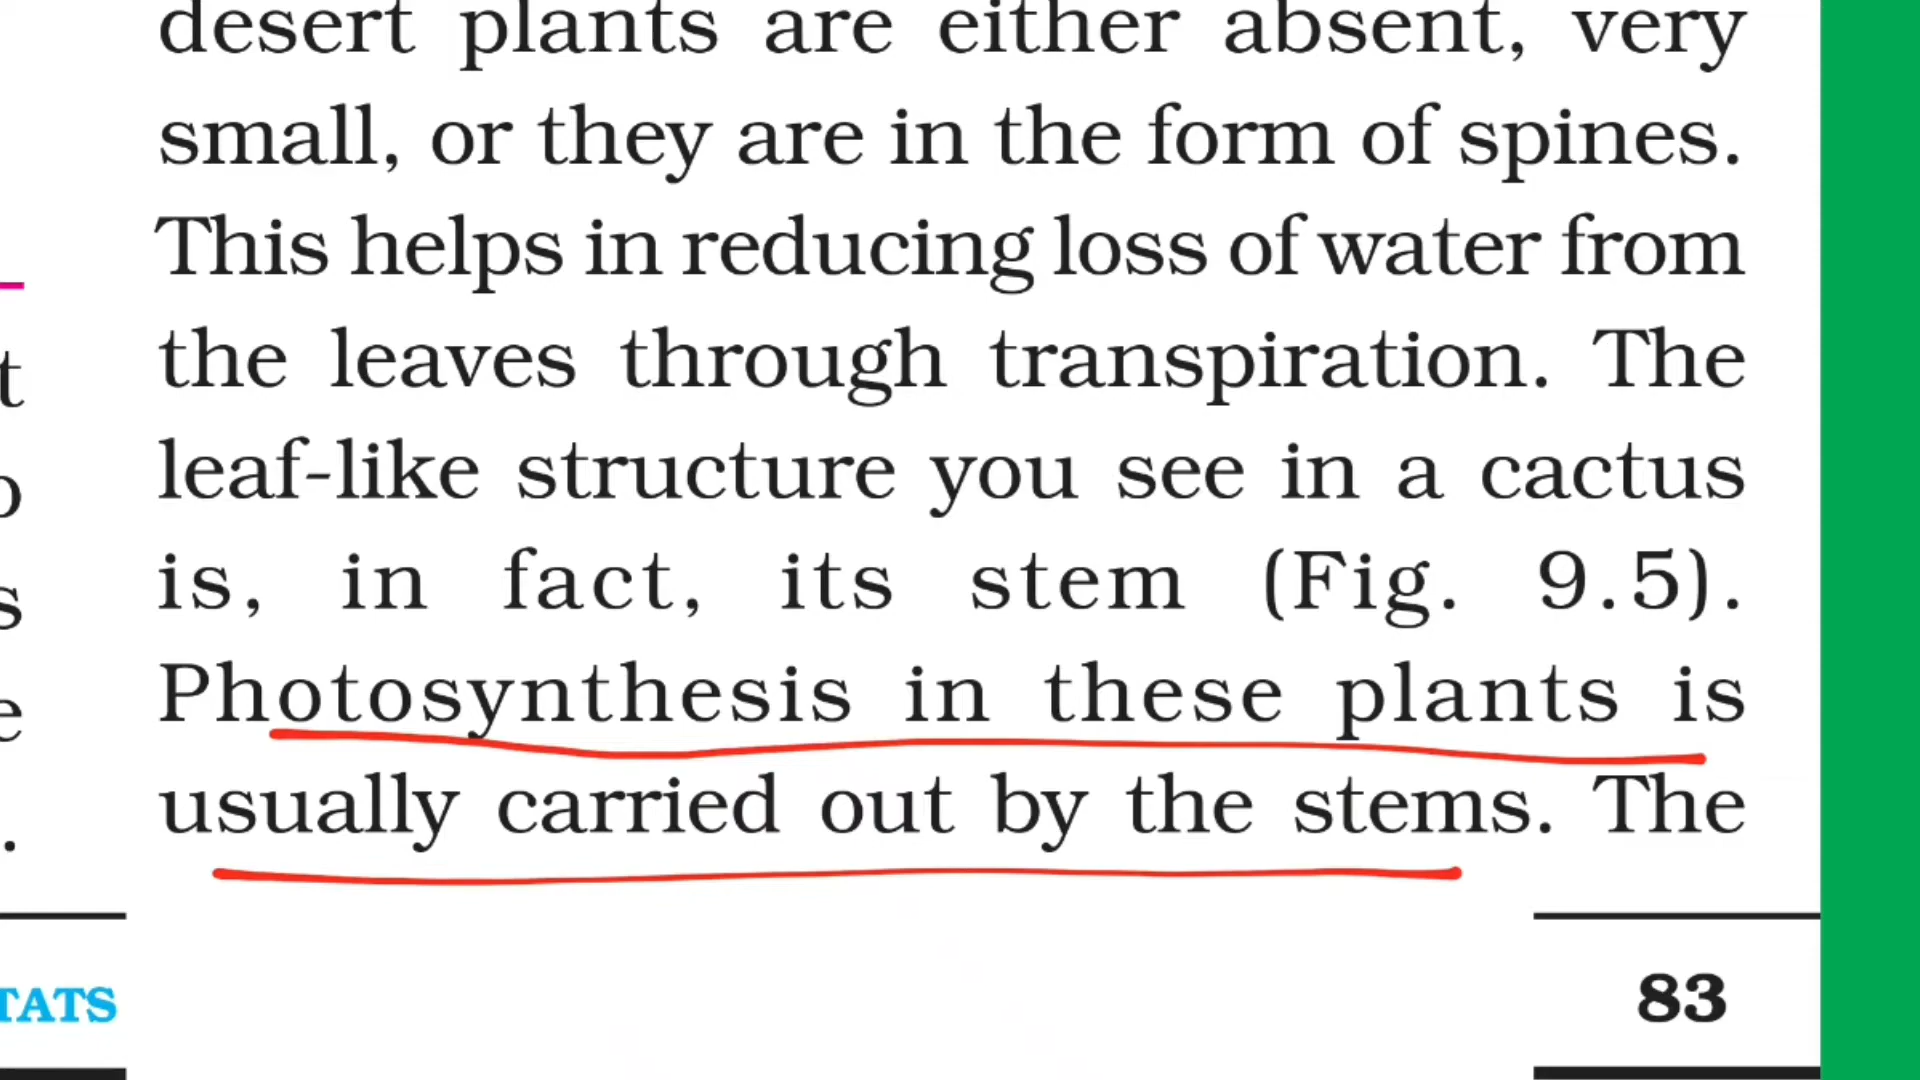 desert plants are either absent, very
small, or they are in the form of spines.
This helps in reducing loss of water from
the leaves through transpiration. The
leaf-like structure you see in a cactus
is, in fact, its stem (Fig. 9.5).
Photosynthesis in these plants is
usually carried out by the stems. The
t
o
s
e
.
TATS
83